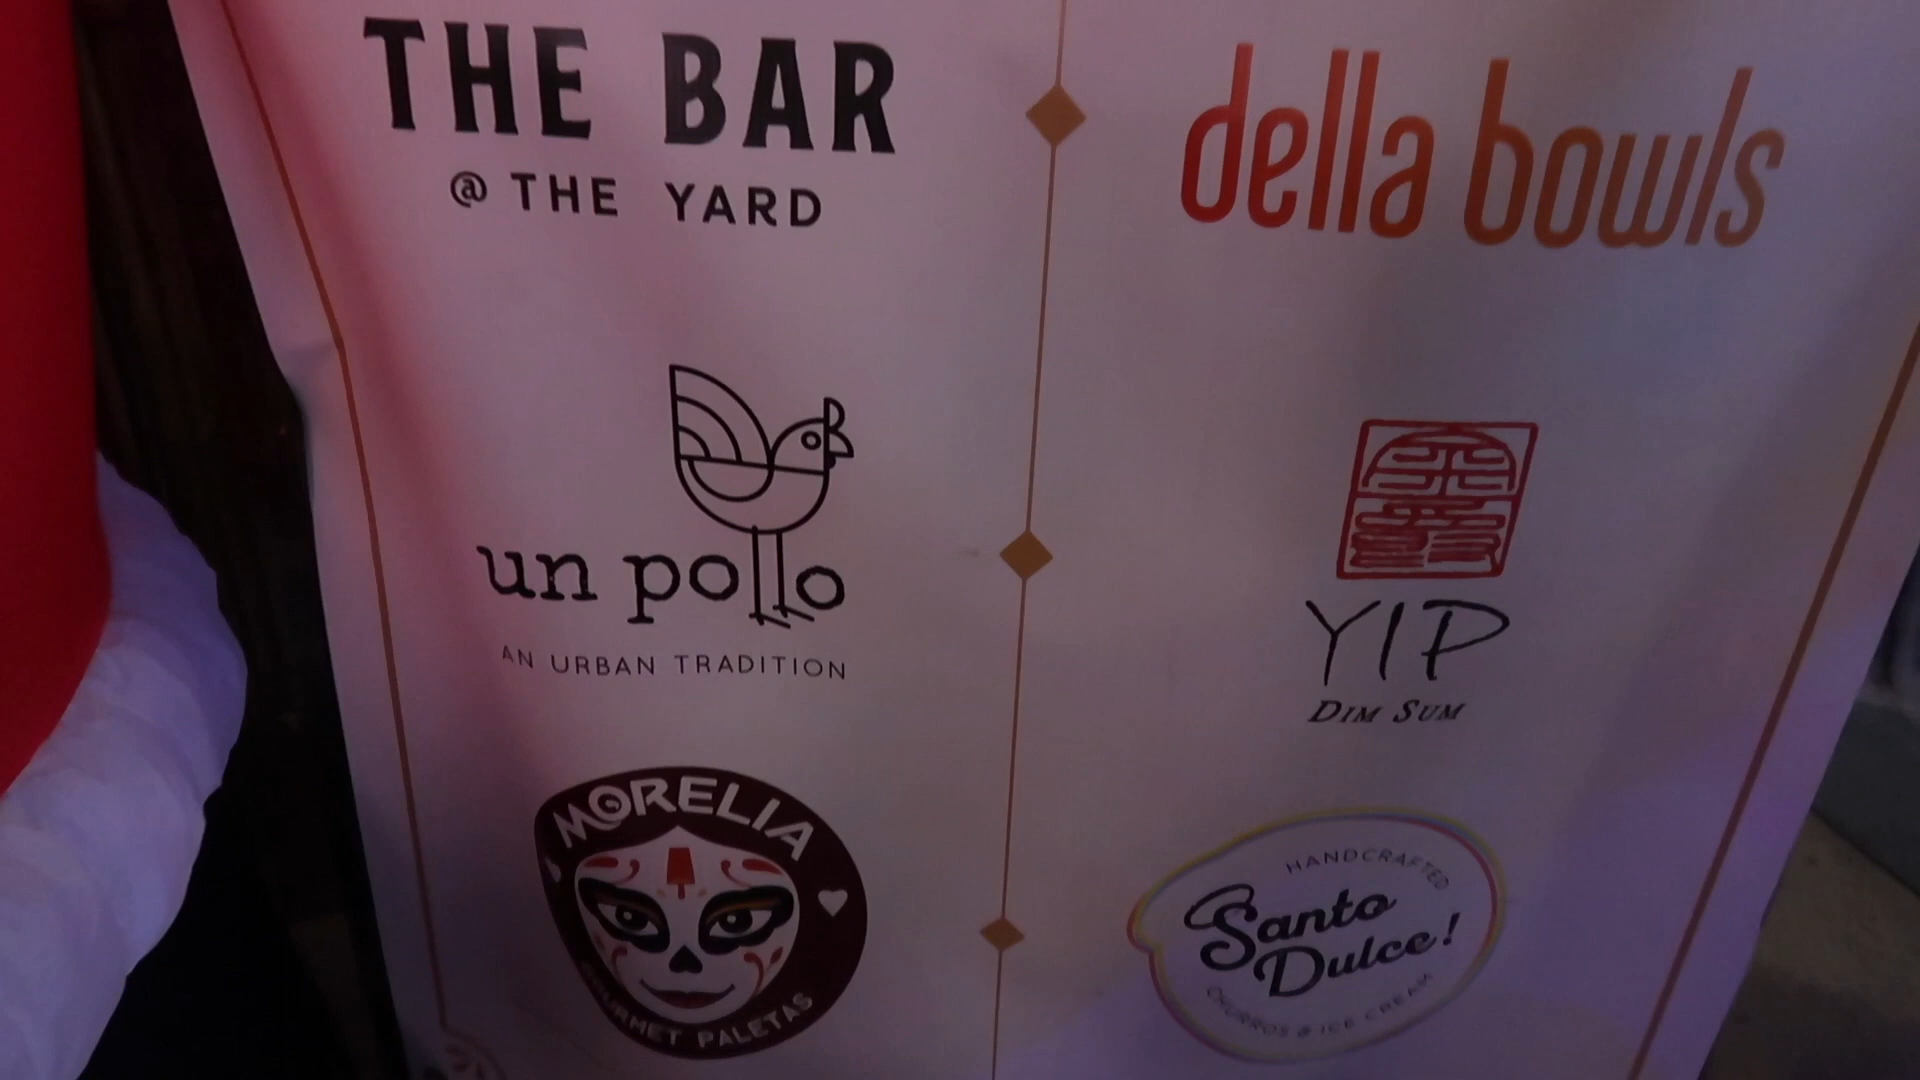 THE BAR
@ THE YARD
della bowls
un pollo
AN URBAN TRADITION
YIP
DIM SUM
MORELIA
GOURMET PALETAS
HANDCRAFTED
Santo
Dulce!
CHURROS & ICE CREAM